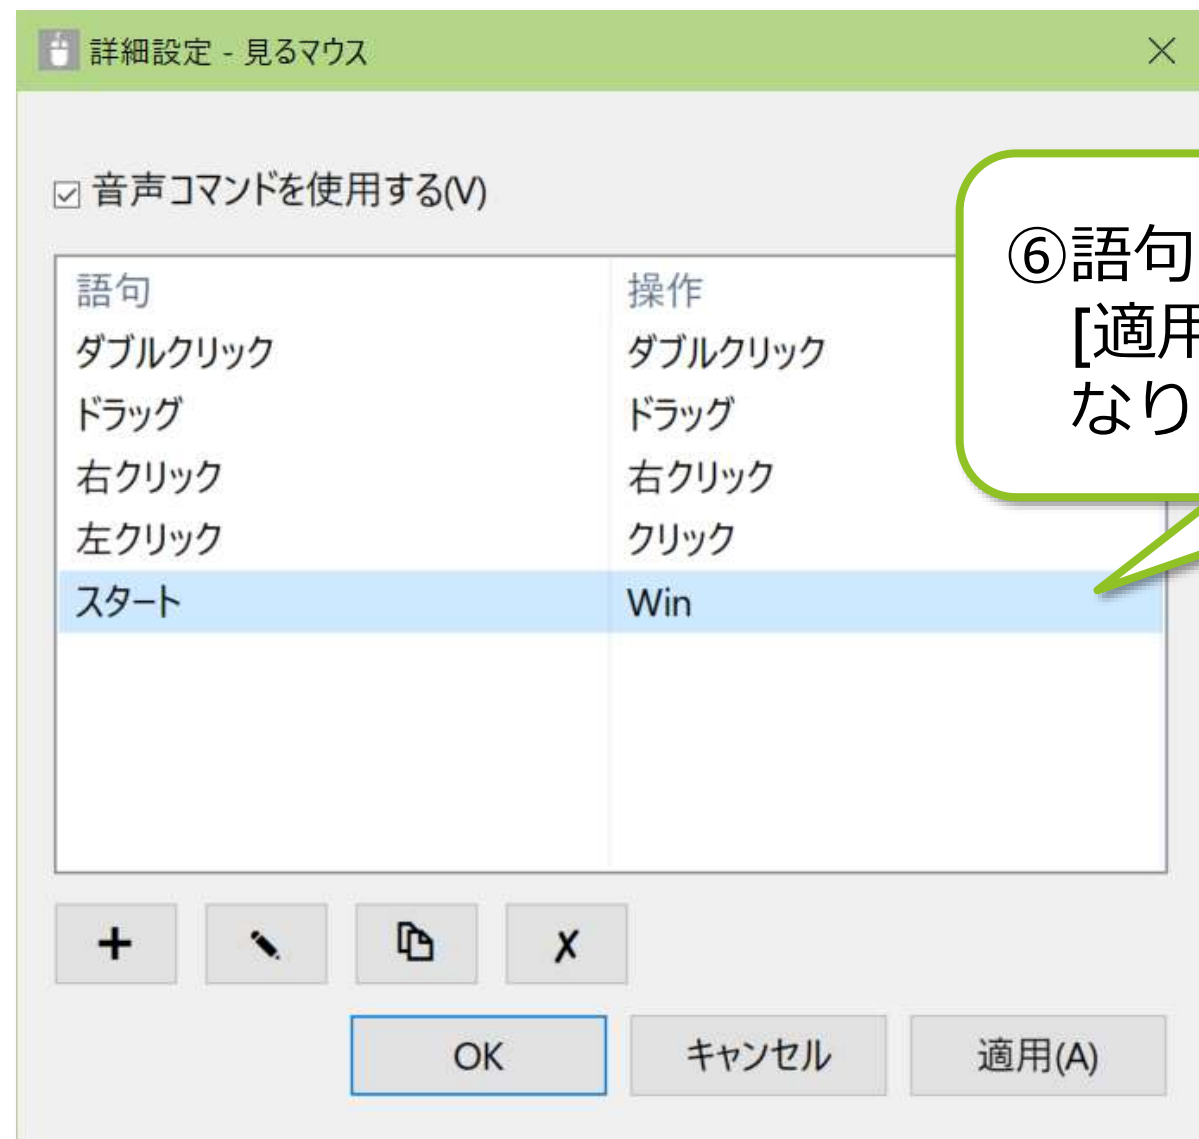 詳細設定 - 見るマウス
音声コマンドを使用する(V)
語句 操作
ダブルクリック ダブルクリック
ドラッグ ドラッグ
右クリック 右クリック
左クリック クリック
スタート Win
⑥語句
[適用
なり
OK キャンセル 適用(A)